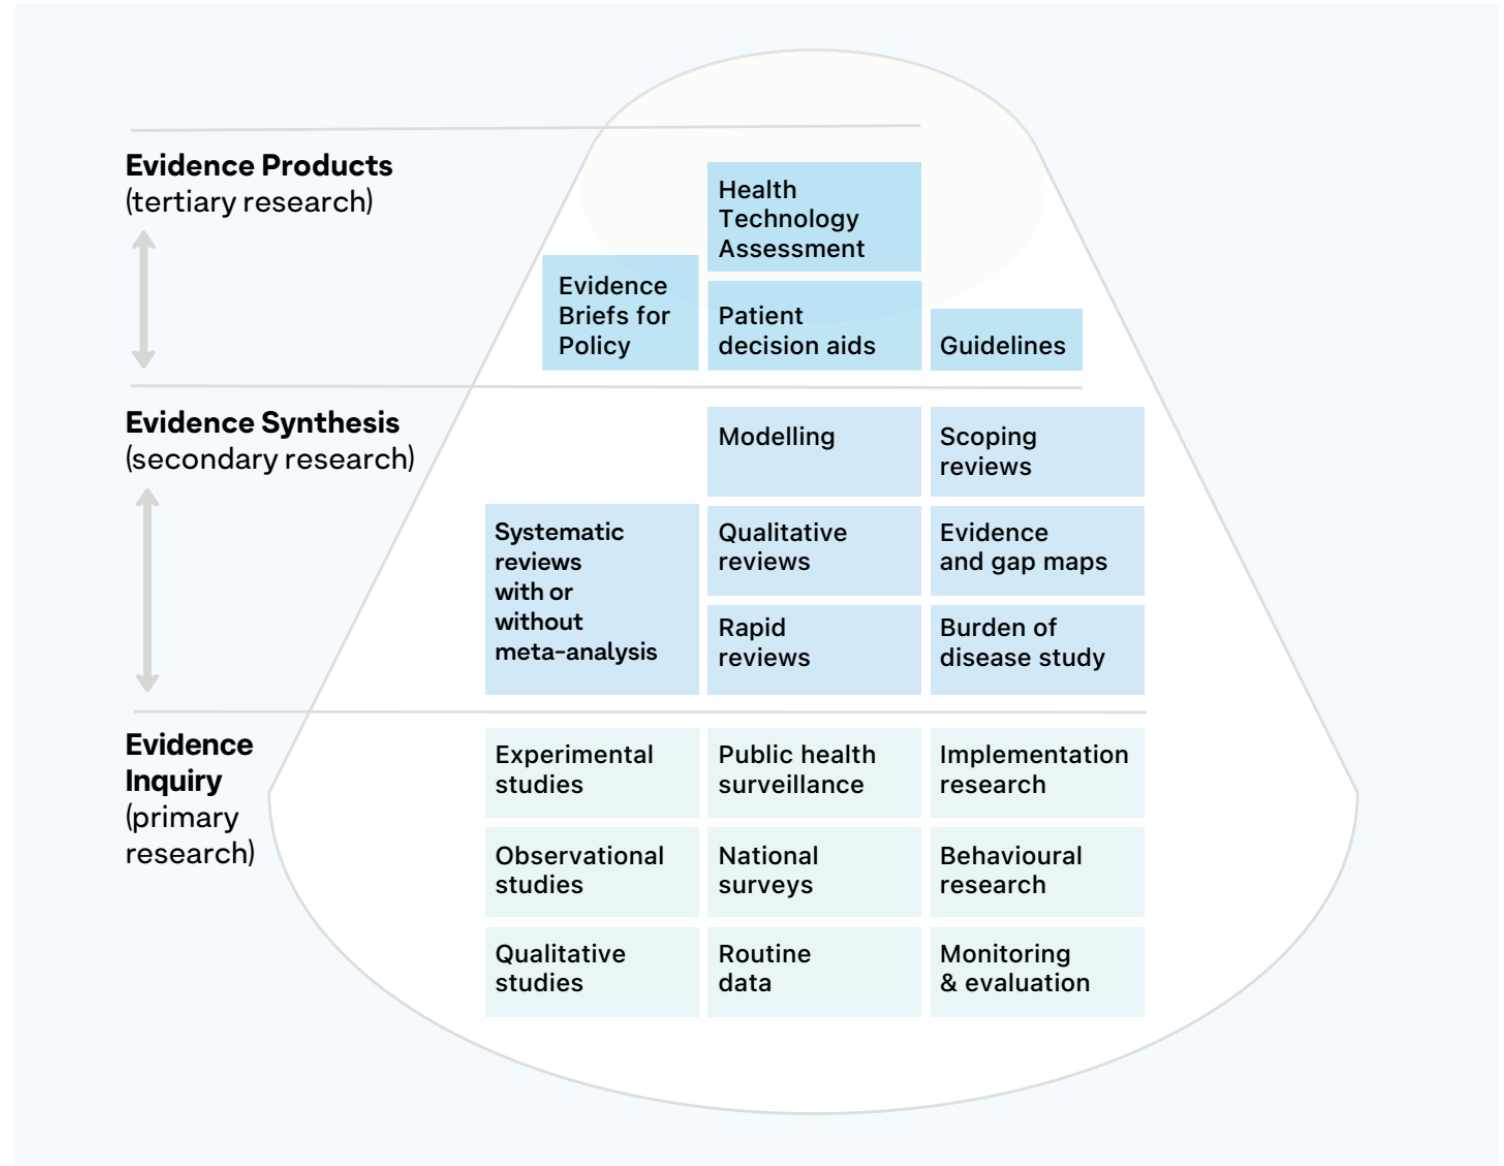 Evidence Products
(tertiary research)
Health
Technology
Assessment
Evidence
Briefs for
Policy
Patient
decision aids
Guidelines
Evidence Synthesis
(secondary research)
Modelling
Scoping
reviews
Systematic
reviews
with or
without
meta-analysis
Qualitative
reviews
Evidence
and gap maps
Rapid
reviews
Burden of
disease study
Evidence
Inquiry
(primary
research)
Experimental
studies
Public health
surveillance
Implementation
research
Observational
studies
National
surveys
Behavioural
research
Qualitative
studies
Routine
data
Monitoring
& evaluation